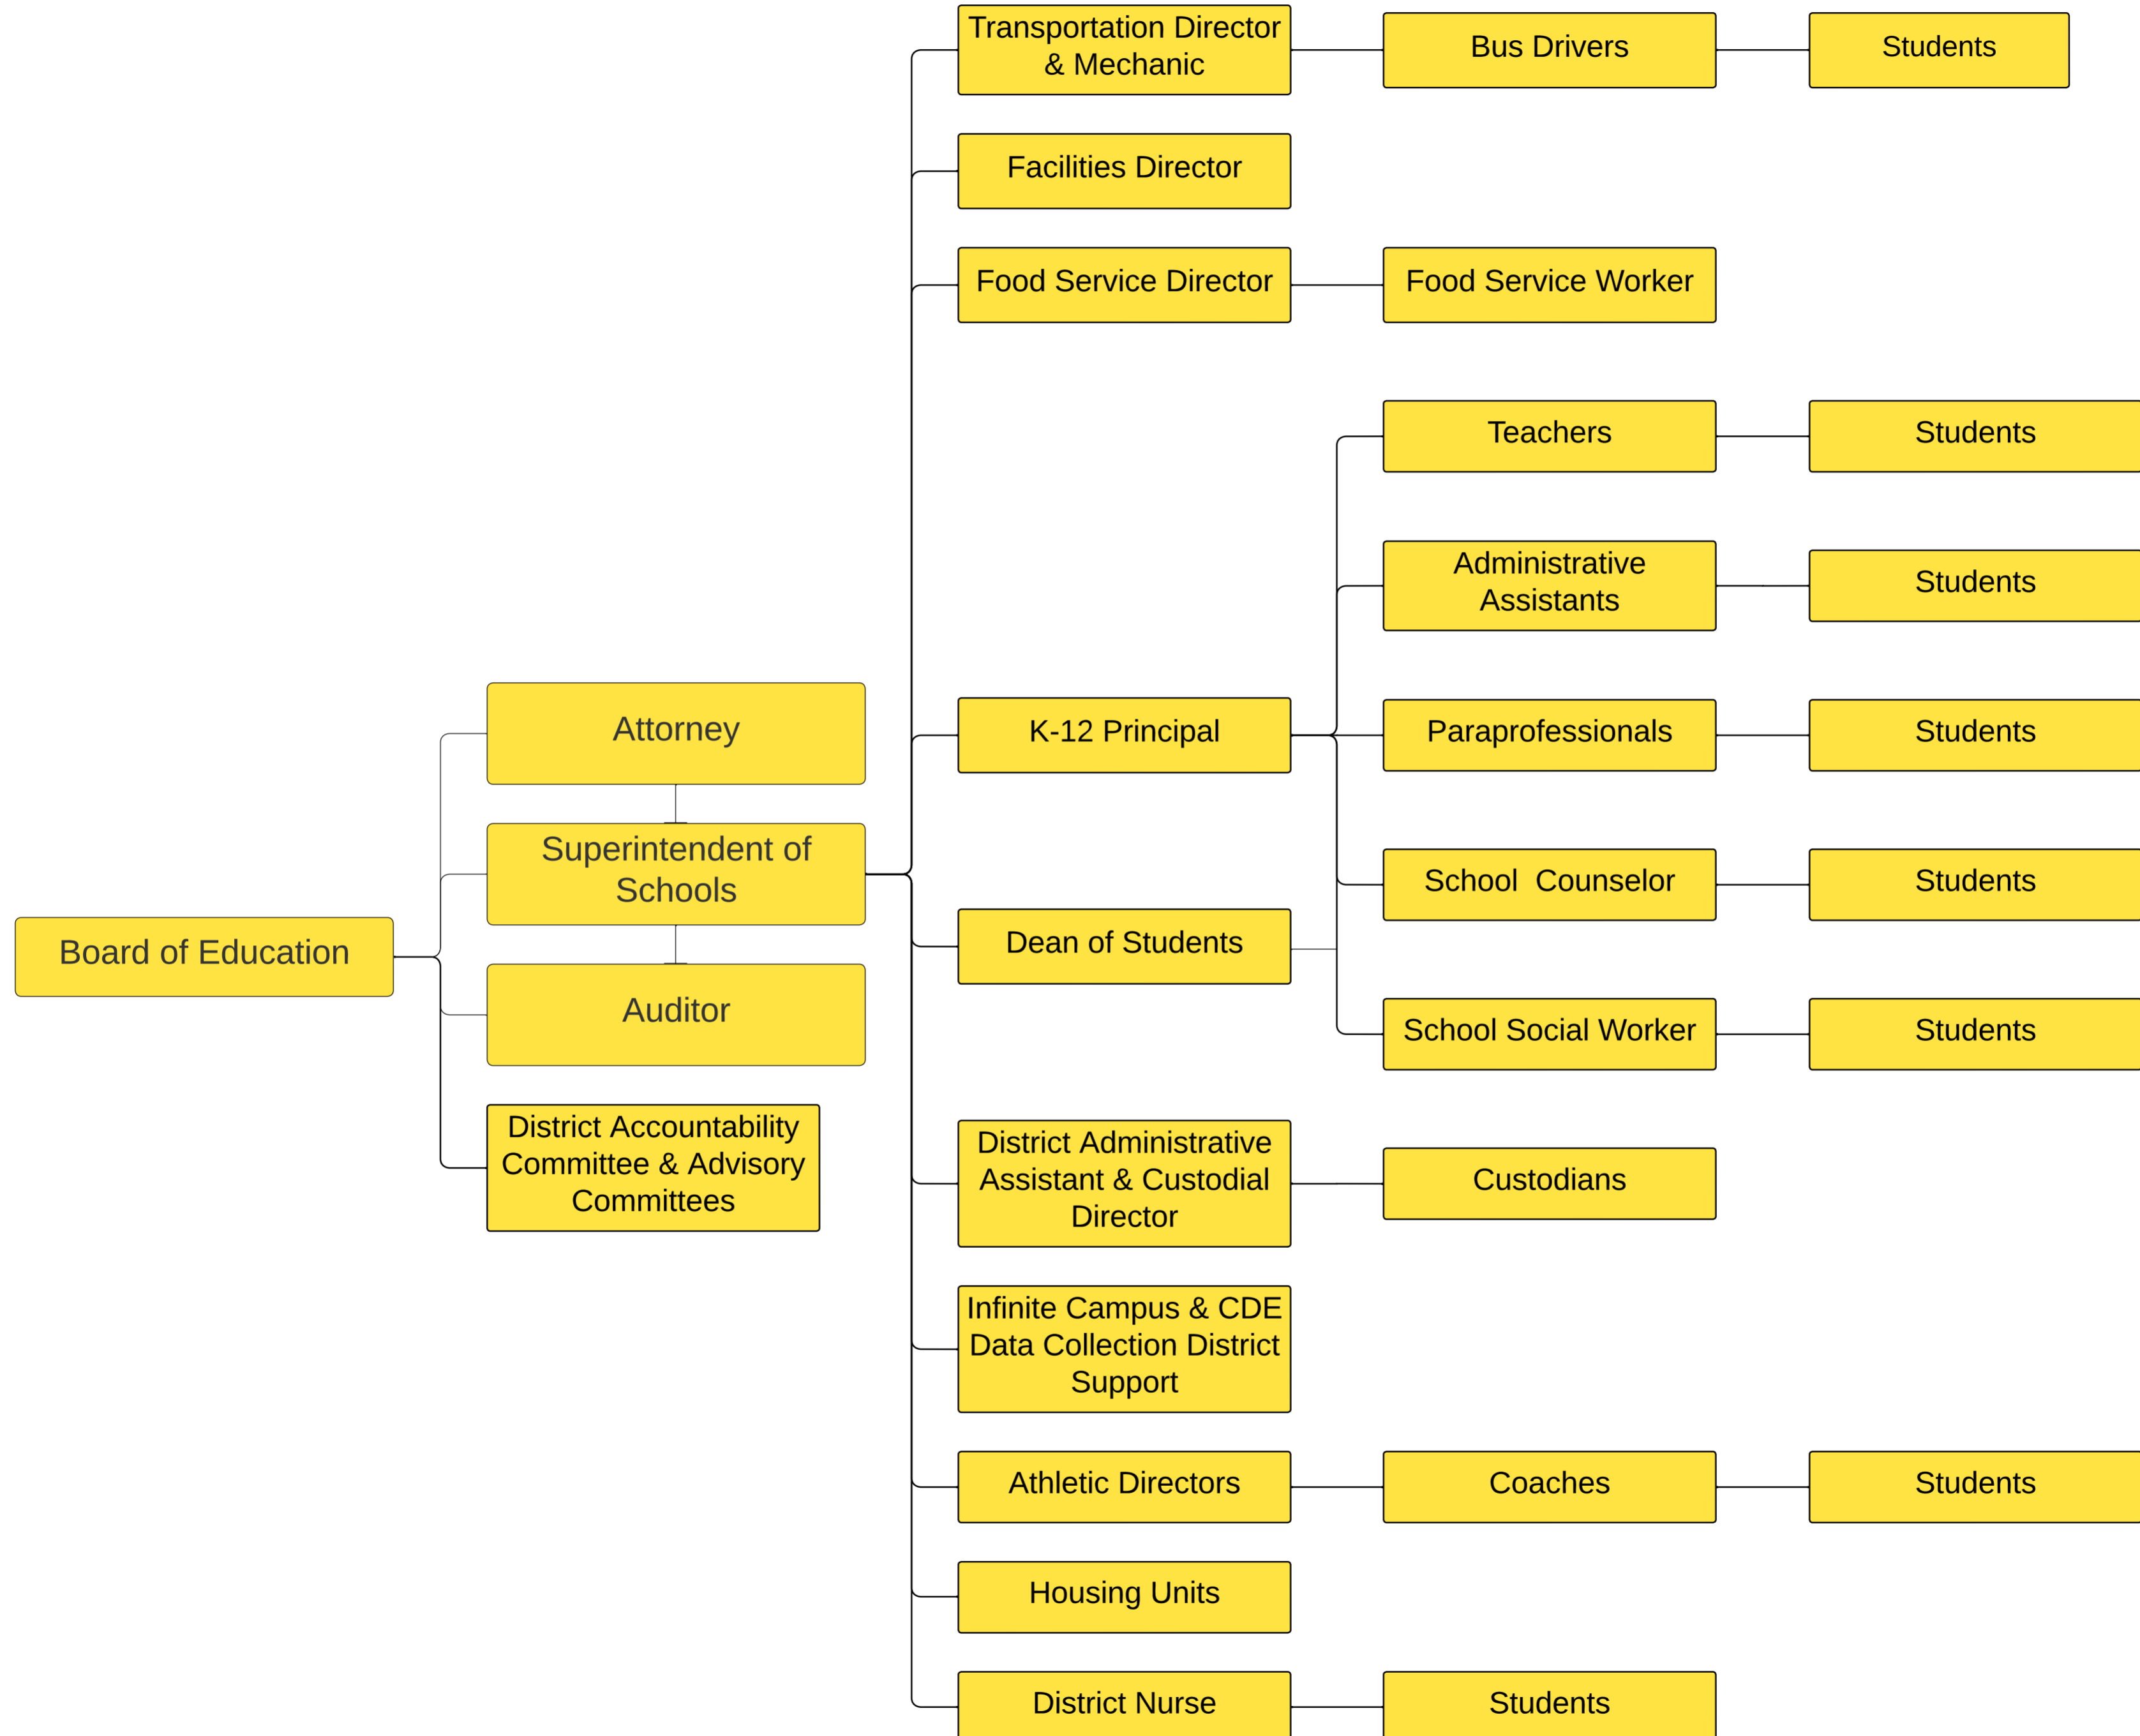 Transportation Director
& Mechanic
Bus Drivers
Students
Facilities Director
Food Service Director
Food Service Worker
Teachers
Students
Administrative
Assistants
Students
Attorney
K-12 Principal
Paraprofessionals
Students
Superintendent of
Schools
School  Counselor
Students
Board of Education
Dean of Students
Auditor
School Social Worker
Students
District Accountability
Committee & Advisory
Committees
District Administrative
Assistant & Custodial
Director
Custodians
Infinite Campus & CDE
Data Collection District
Support
Athletic Directors
Coaches
Students
Housing Units
District Nurse
Students